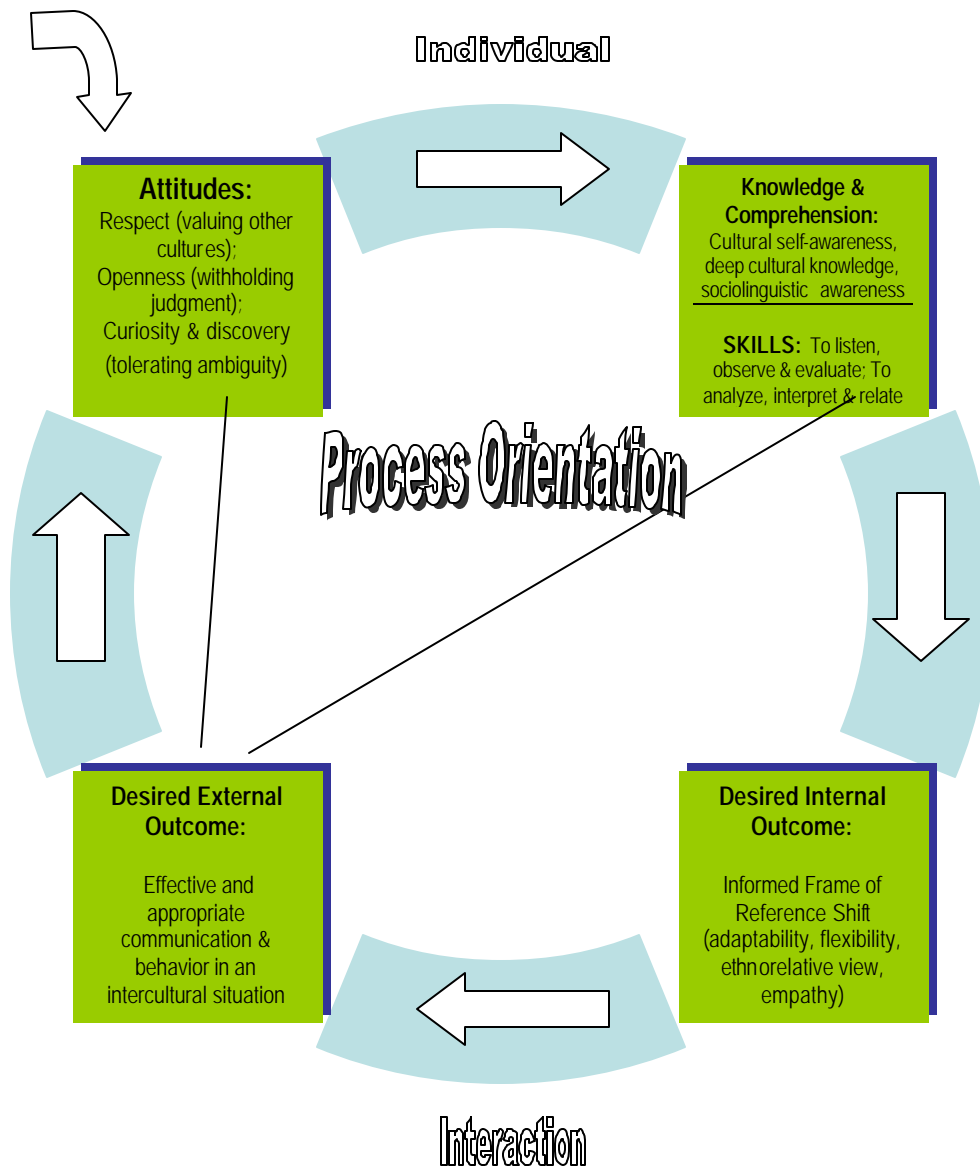 Individual
Attitudes:
Respect (valuing other
cultures);
Openness (withholding
judgment);
Curiosity & discovery
(tolerating ambiguity)
Knowledge &
Comprehension:
Cultural self-awareness,
deep cultural knowledge,
sociolinguistic awareness
SKILLS: To listen,
observe & evaluate; To
analyze, interpret & relate
Process Orientation
Desired External
Outcome:
Effective and
appropriate
communication &
behavior in an
intercultural situation
Desired Internal
Outcome:
Informed Frame of
Reference Shift
(adaptability, flexibility,
ethnorelative view,
empathy)
Interaction